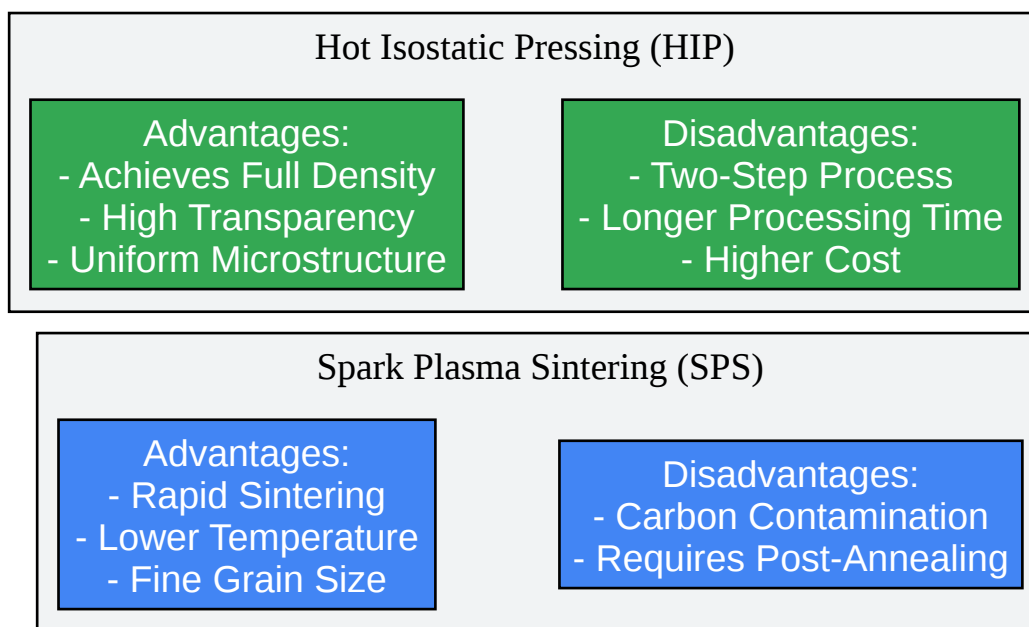 Hot Isostatic Pressing (HIP)
Advantages:
- Achieves Full Density
- High Transparency
- Uniform Microstructure
Disadvantages:
- Two-Step Process
- Longer Processing Time
- Higher Cost
Spark Plasma Sintering (SPS)
Advantages:
- Rapid Sintering
- Lower Temperature
- Fine Grain Size
Disadvantages:
- Carbon Contamination
- Requires Post-Annealing